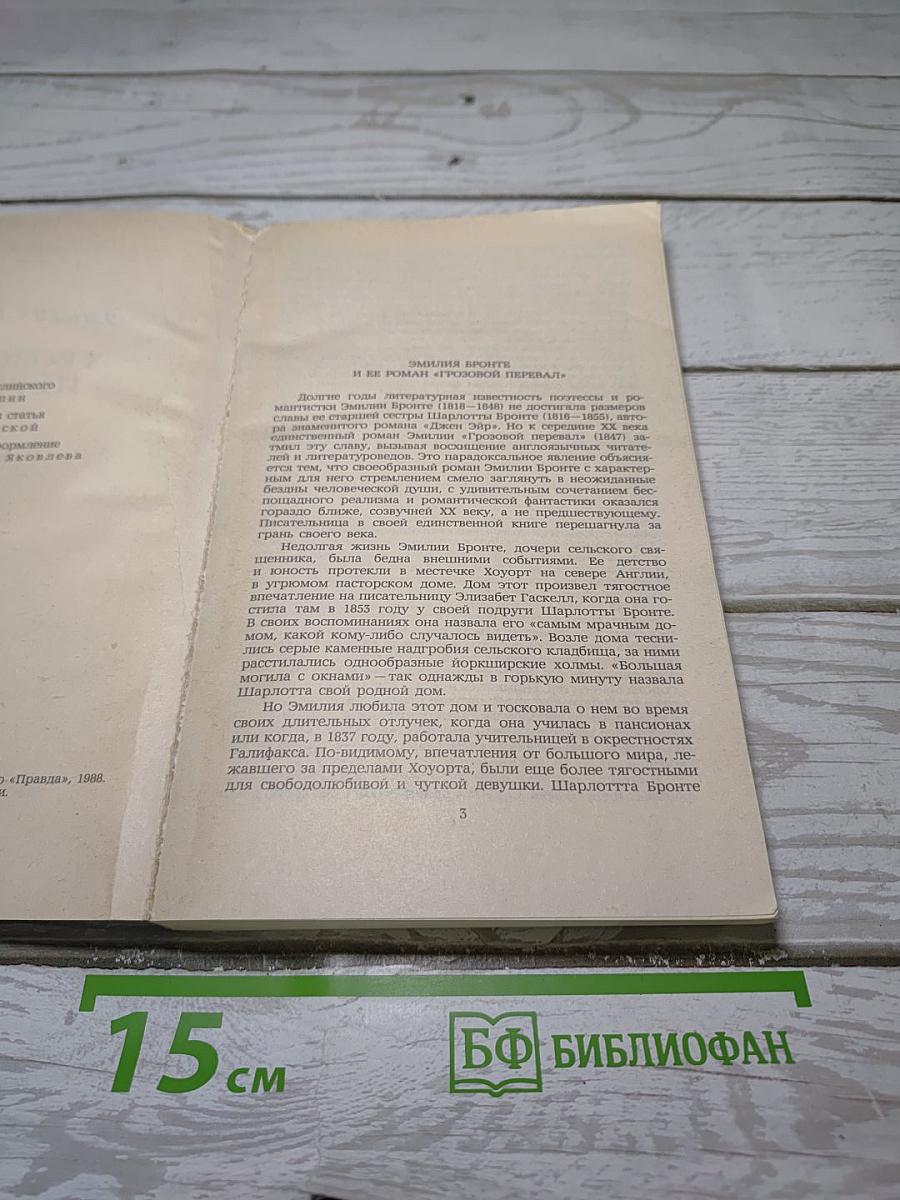 лийского
пин
статья
ской
формление
Яковлева
«Правда», 1988.
ЭМИЛИЯ БРОНТЕ
И ЕЕ РОМАН «ГРОЗОВОЙ ПЕРЕВАЛ»
Долгие годы литературная известность поэтессы и ро-
мантистки Эмилии Бронте (1818—1848) не достигала размеров
славы ее старшей сестры Шарлотты Бронте (1816—1855), авто-
ра знаменитого романа «Джен Эйр». Но к середине XX века
единственный роман Эмилии «Грозовой перевал» (1847) за-
тмил эту славу, вызывая восхищение англоязычных читате-
лей и литературоведов. Это парадоксальное явление объясня-
ется тем, что своеобразный роман Эмилии Бронте с характер-
ным для него стремлением смело заглянуть в неожиданные
бездны человеческой души, с удивительным сочетанием бес-
пощадного реализма и романтической фантастики оказался
гораздо ближе, созвучней XX веку, а не предшествующему.
Писательница в своей единственной книге перешагнула за
грань своего века.
Недолгая жизнь Эмилии Бронте, дочери сельского свя-
щенника, была бедна внешними событиями. Ее детство
и юность протекли в местечке Хоуорт на севере Англии,
в угрюмом пасторском доме. Дом этот произвел тягостное
впечатление на писательницу Элизабет Гаскелл, когда она го-
стила там в 1853 году у своей подруги Шарлотты Бронте.
В своих воспоминаниях она назвала его «самым мрачным до-
мом, какой кому-либо случалось видеть». Возле дома тесни-
лись серые каменные надгробия сельского кладбища, за ними
расстилались однообразные йоркширские холмы. «Большая
могила с окнами» — так однажды в горькую минуту назвала
Шарлотта свой родной дом.
Но Эмилия любила этот дом и тосковала о нем во время
своих длительных отлучек, когда она училась в пансионах
или когда, в 1837 году, работала учительницей в окрестностях
Галифакса. По-видимому, впечатления от большого мира, ле-
жавшего за пределами Хоуорта, были еще более тягостными
для свободолюбивой и чуткой девушки. Шарлоттта Бронте
3
15 см
БФ БИБЛИОФАН